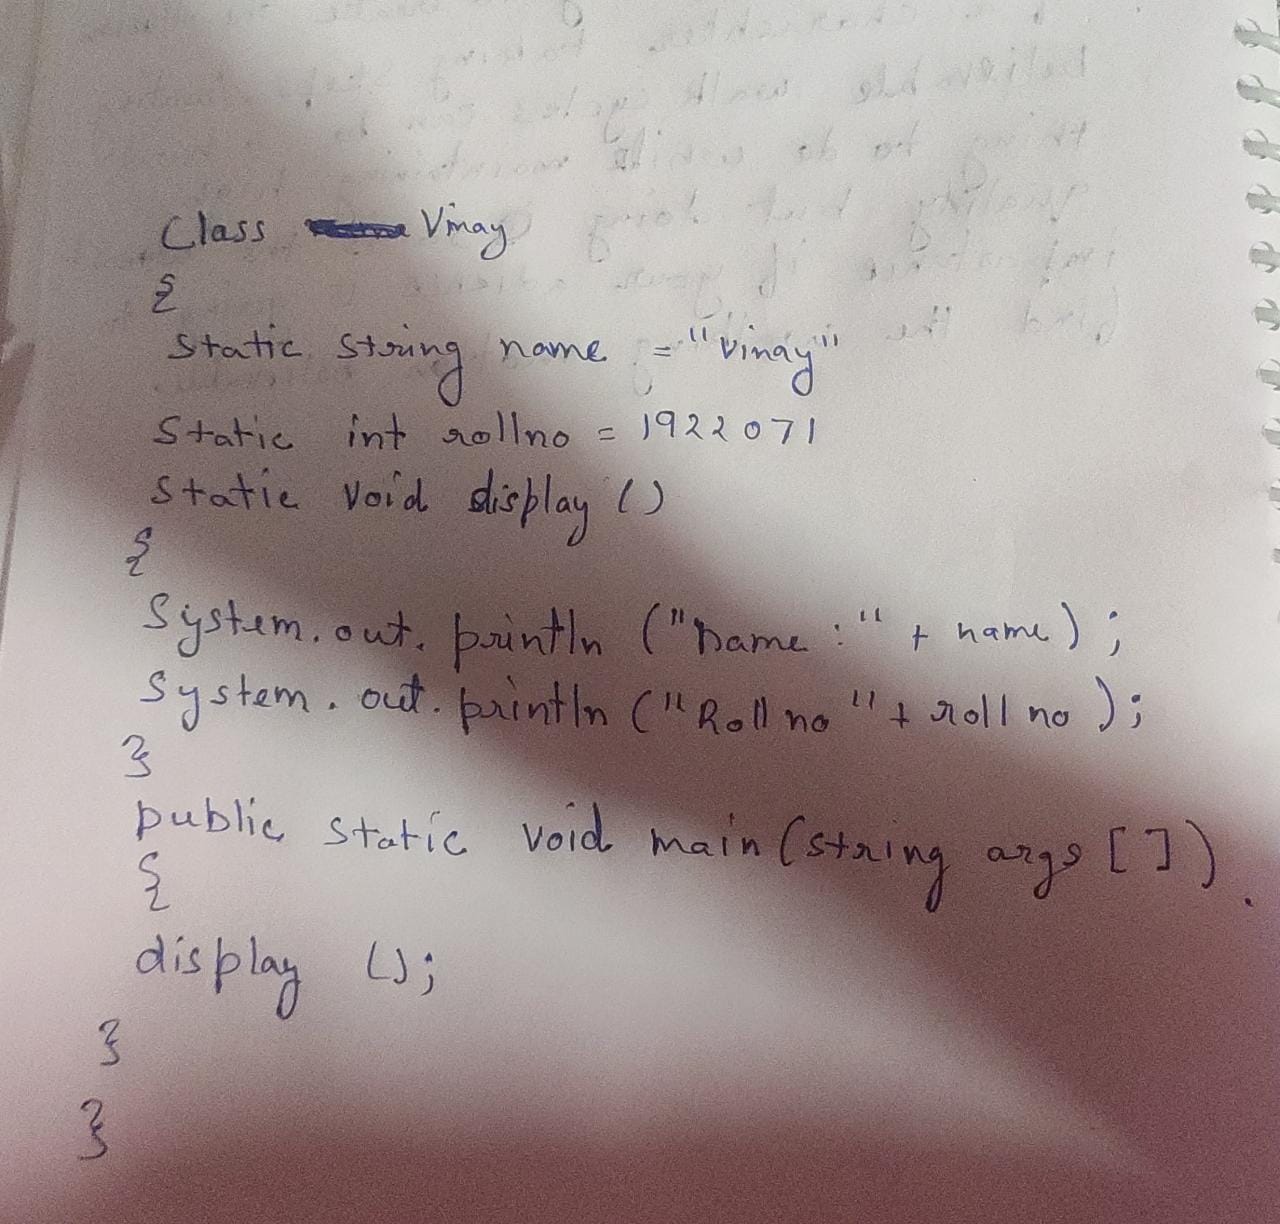 Class Vinay
{
static string name = "vinay"
Static int rollno = 1922071
Static void display ()
{
System.out.println ("name :" + name);
System.out.println ("Roll no" + roll no);
}
public static void main (string args [])
{
display ();
}
}